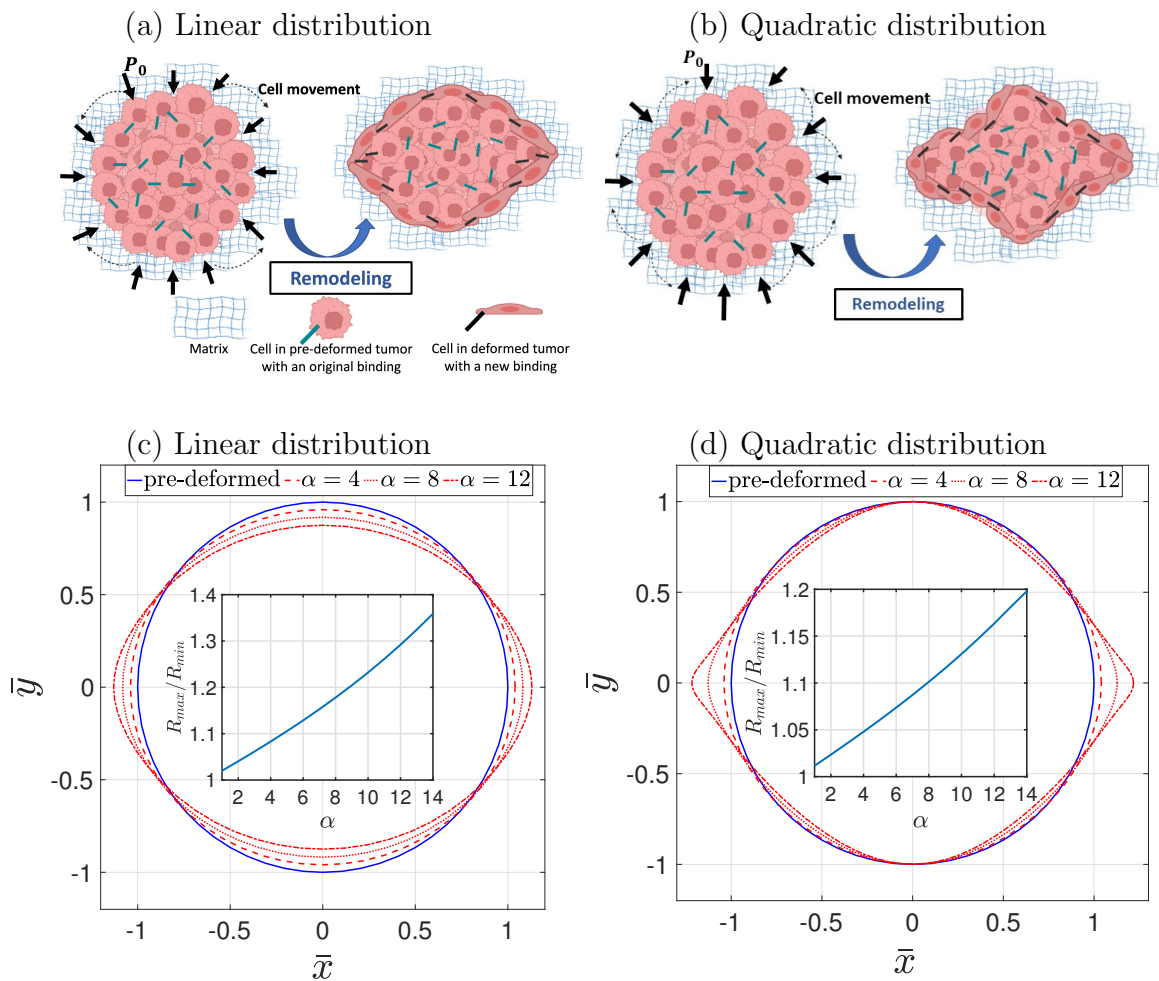 (a) Linear distribution
P₀
Cell movement
Remodeling
Matrix
Cell in pre-deformed tumor
with an original binding
Cell in deformed tumor
with a new binding
(b) Quadratic distribution
P₀
Cell movement
Remodeling
(c) Linear distribution
pre-deformed α = 4 α = 8 α = 12
1
0.5
0
-0.5
-1
ȳ
-1 -0.5 0 0.5 1
x̄
1.4
1.3
1.2
1.1
1
R_max/R_min
2 4 6 8 10 12 14
α
(d) Quadratic distribution
pre-deformed α = 4 α = 8 α = 12
1
0.5
0
-0.5
-1
ȳ
-1 -0.5 0 0.5 1
x̄
1.2
1.15
1.1
1.05
1
R_max/R_min
2 4 6 8 10 12 14
α